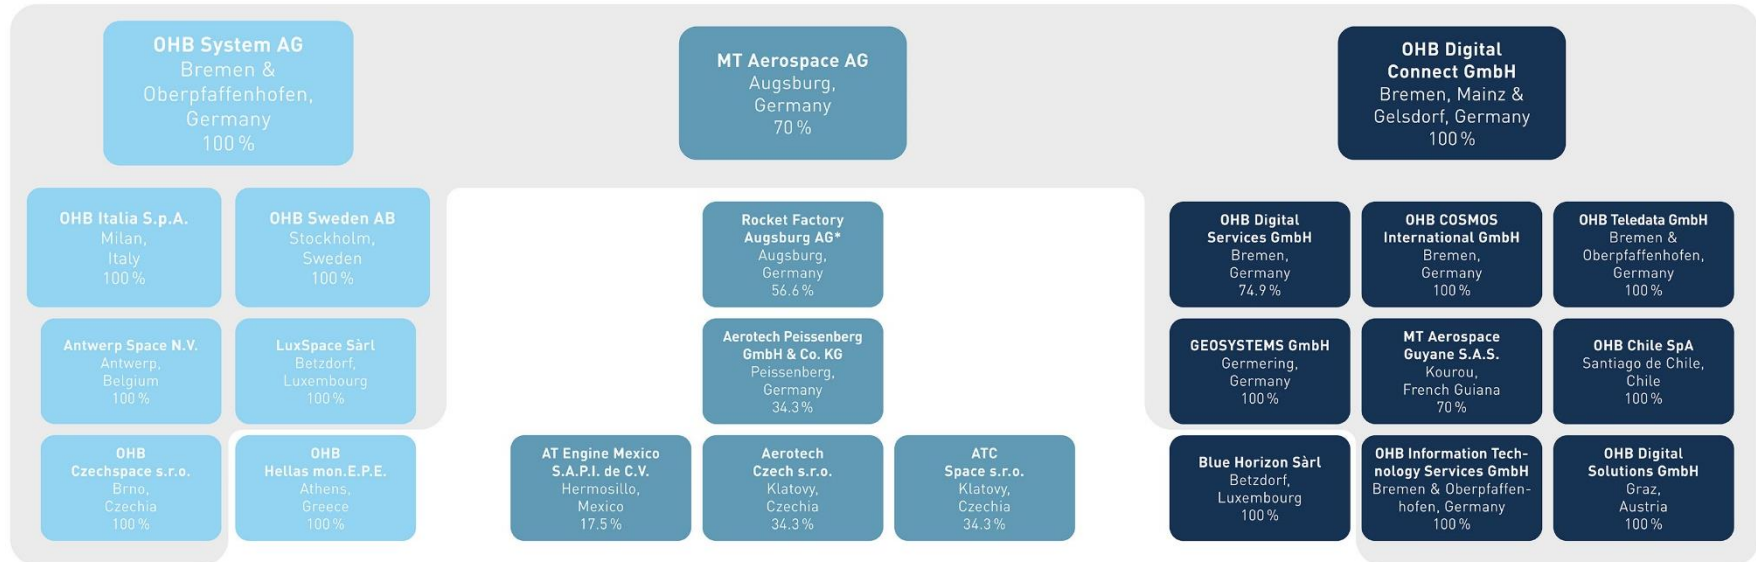 OHB System AG
Bremen &
Oberpfaffenhofen,
Germany
100 %
MT Aerospace AG
Augsburg,
Germany
70 %
OHB Digital
Connect GmbH
Bremen, Mainz &
Gelsdorf, Germany
100 %
OHB Italia S.p.A.
Milan,
Italy
100 %
OHB Sweden AB
Stockholm,
Sweden
100 %
Rocket Factory
Augsburg AG*
Augsburg,
Germany
56.6 %
OHB Digital
Services GmbH
Bremen,
Germany
74.9 %
OHB COSMOS
International GmbH
Bremen,
Germany
100 %
OHB Teledata GmbH
Bremen &
Oberpfaffenhofen,
Germany
100 %
Antwerp Space N.V.
Antwerp,
Belgium
100 %
LuxSpace Sàrl
Betzdorf,
Luxembourg
100 %
Aerotech Peissenberg
GmbH & Co. KG
Peissenberg,
Germany
34.3 %
GEOSYSTEMS GmbH
Germering,
Germany
100 %
MT Aerospace
Guyane S.A.S.
Kourou,
French Guiana
70 %
OHB Chile SpA
Santiago de Chile,
Chile
100 %
OHB
Czechspace s.r.o.
Brno,
Czechia
100 %
OHB
Hellas mon.E.P.E.
Athens,
Greece
100 %
AT Engine Mexico
S.A.P.I. de C.V.
Hermosillo,
Mexico
17.5 %
Aerotech
Czech s.r.o.
Klatovy,
Czechia
34.3 %
ATC
Space s.r.o.
Klatovy,
Czechia
34.3 %
Blue Horizon Sàrl
Betzdorf,
Luxembourg
100 %
OHB Information Tech-
nology Services GmbH
Bremen & Oberpfaffen-
hofen, Germany
100 %
OHB Digital
Solutions GmbH
Graz,
Austria
100 %